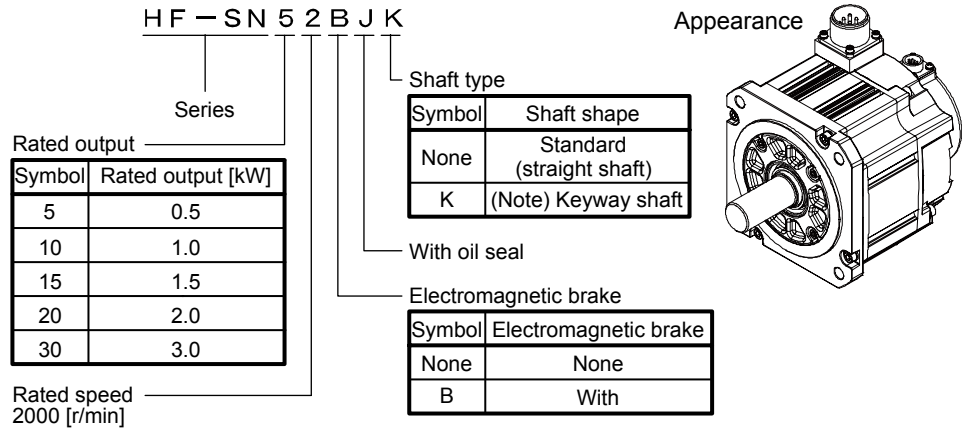 HF-SN52BJK
Appearance
Series
Rated output
Symbol Rated output [kW]
5 0.5
10 1.0
15 1.5
20 2.0
30 3.0
Rated speed
2000 [r/min]
Shaft type
Symbol Shaft shape
None Standard
(straight shaft)
K (Note) Keyway shaft
With oil seal
Electromagnetic brake
Symbol Electromagnetic brake
None None
B With